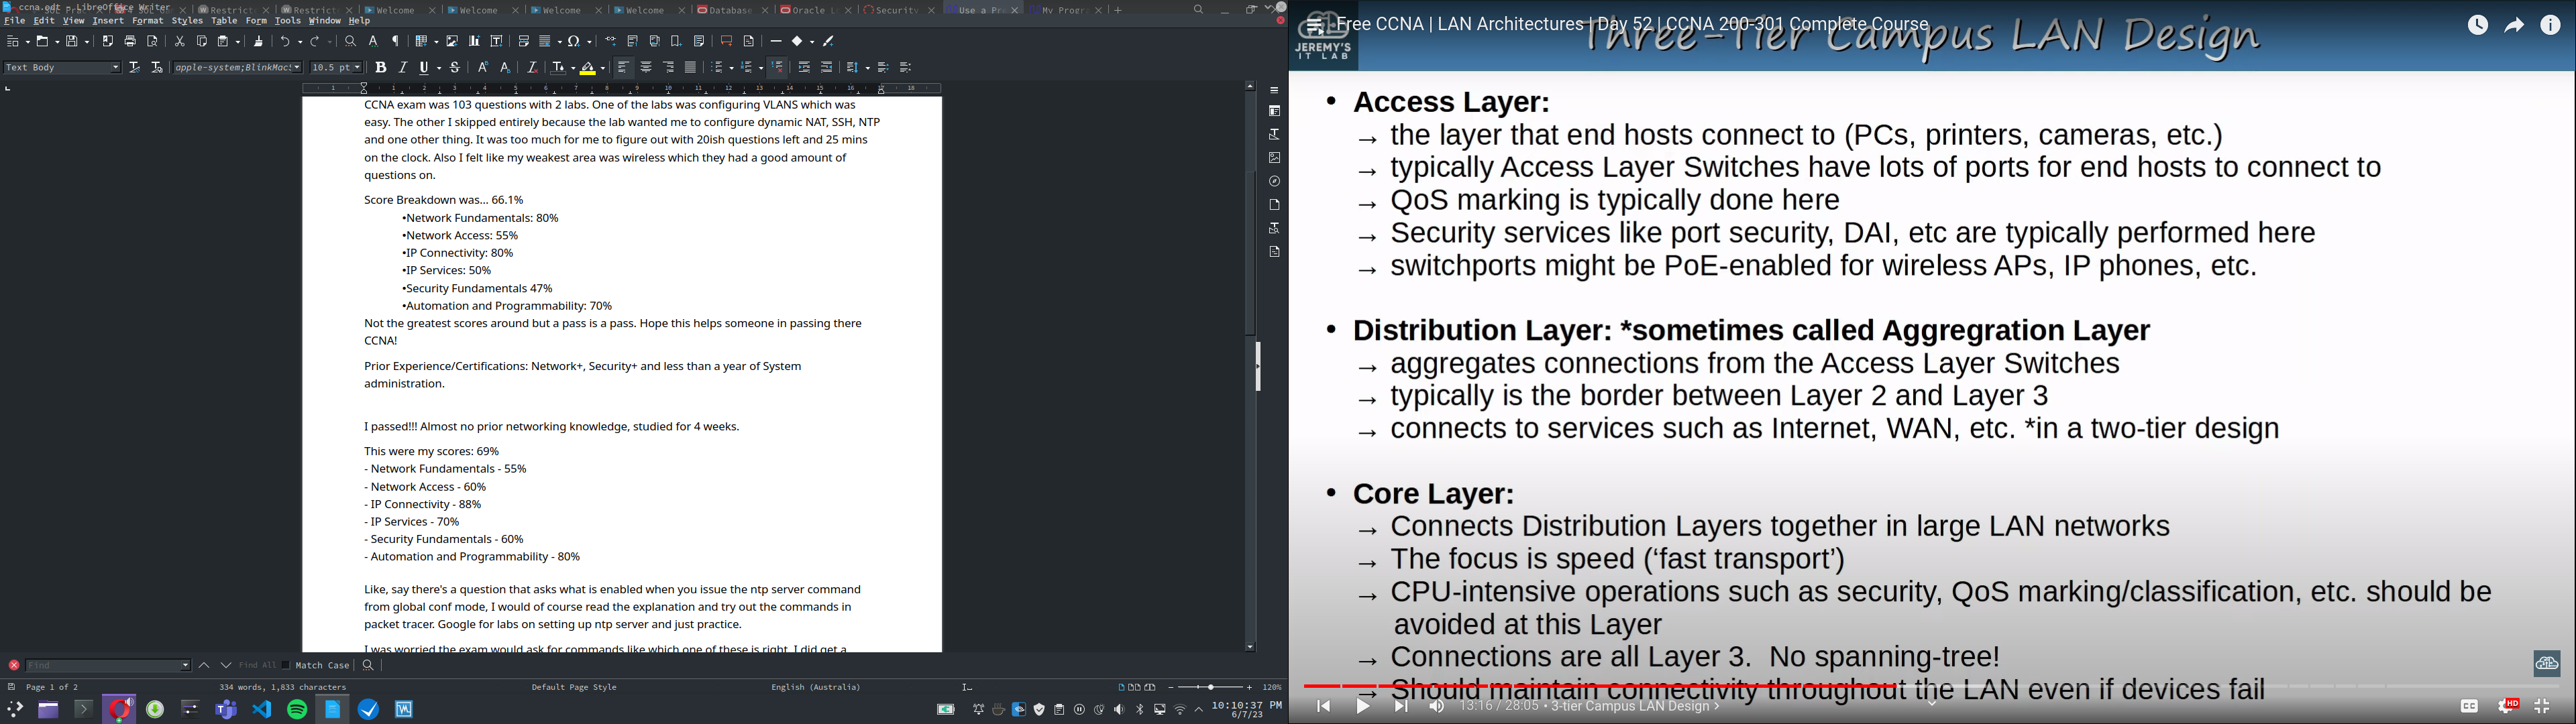 ccna.odt - LibreOffice Writer
Restrict
Restrict
Welcome
Welcome
Welcome
Welcome
Database
Oracle
Security
Use a Pr
My Progr
File Edit View Insert Format Styles Table Form Tools Window Help
Text Body
10.5 pt
CCNA exam was 103 questions with 2 labs. One of the labs was configuring VLANS which was
easy. The other I skipped entirely because the lab wanted me to configure dynamic NAT, SSH, NTP
and one other thing. It was too much for me to figure out with 20ish questions left and 25 mins
on the clock. Also I felt like my weakest area was wireless which they had a good amount of
questions on.
Score Breakdown was... 66.1%
•Network Fundamentals: 80%
•Network Access: 55%
•IP Connectivity: 80%
•IP Services: 50%
•Security Fundamentals 47%
•Automation and Programmability: 70%
Not the greatest scores around but a pass is a pass. Hope this helps someone in passing there
CCNA!
Prior Experience/Certifications: Network+, Security+ and less than a year of System
administration.
I passed!!! Almost no prior networking knowledge, studied for 4 weeks.
This were my scores: 69%
- Network Fundamentals - 55%
- Network Access - 60%
- IP Connectivity - 88%
- IP Services - 70%
- Security Fundamentals - 60%
- Automation and Programmability - 80%
Like, say there's a question that asks what is enabled when you issue the ntp server command
from global conf mode, I would of course read the explanation and try out the commands in
packet tracer. Google for labs on setting up ntp server and just practice.
I was worried the exam would ask for commands like which one of these is right. I did get a
Find
Find All
Match Case
Page 1 of 2
334 words, 1,833 characters
Default Page Style
English (Australia)
120%
10:10:37 PM
6/7/23
Free CCNA | LAN Architectures | Day 52 | CCNA 200-301 Complete Course
Three-Tier Campus LAN Design
JEREMY'S
IT LAB
• Access Layer:
→ the layer that end hosts connect to (PCs, printers, cameras, etc.)
→ typically Access Layer Switches have lots of ports for end hosts to connect to
→ QoS marking is typically done here
→ Security services like port security, DAI, etc are typically performed here
→ switchports might be PoE-enabled for wireless APs, IP phones, etc.
• Distribution Layer: *sometimes called Aggregration Layer
→ aggregates connections from the Access Layer Switches
→ typically is the border between Layer 2 and Layer 3
→ connects to services such as Internet, WAN, etc. *in a two-tier design
• Core Layer:
→ Connects Distribution Layers together in large LAN networks
→ The focus is speed (‘fast transport’)
→ CPU-intensive operations such as security, QoS marking/classification, etc. should be
avoided at this Layer
→ Connections are all Layer 3.  No spanning-tree!
→ Should maintain connectivity throughout the LAN even if devices fail
13:16 / 28:05 • 3-tier Campus LAN Design >
CC
HD